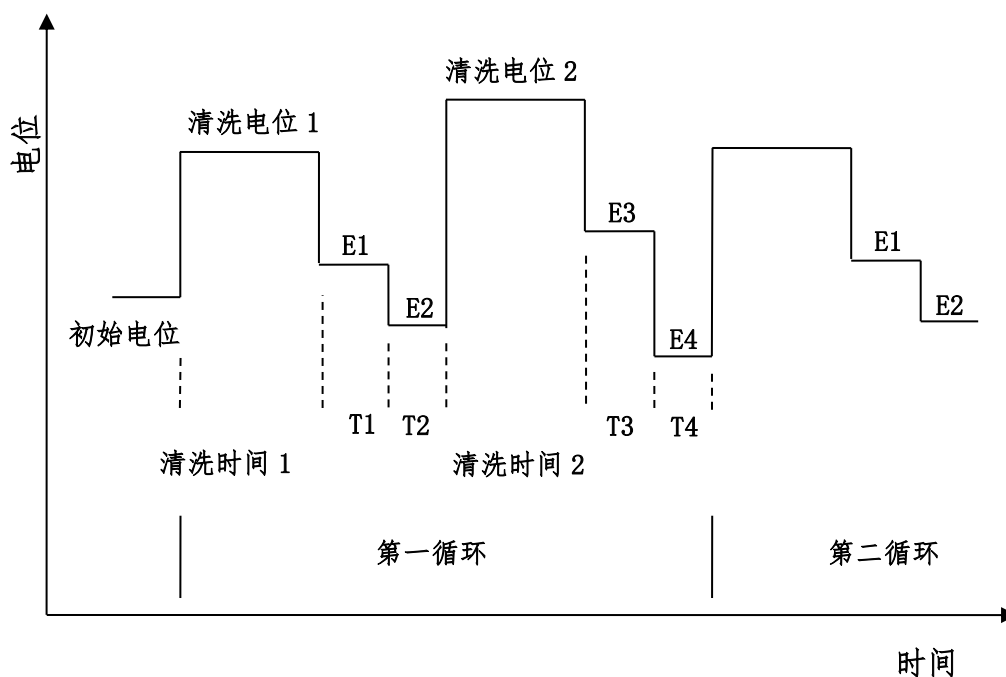 清洗电位 2
清洗电位 1
电位
E3
E1
E1
E2
E2
初始电位
E4
T1
T2
T3
T4
清洗时间 1
清洗时间 2
第一循环
第二循环
时间